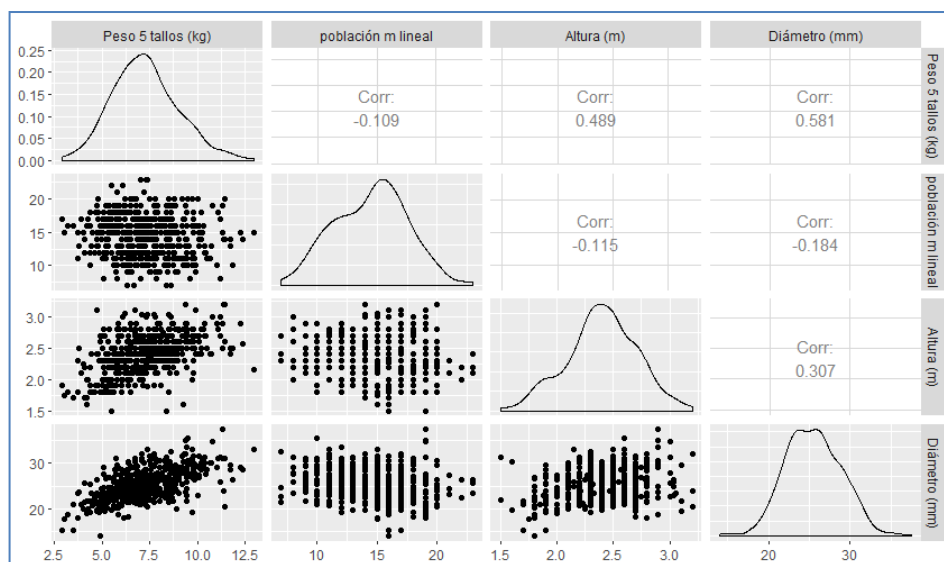 Peso 5 tallos (kg)
población m lineal
Altura (m)
Diámetro (mm)
0.25
0.20
0.15
0.10
0.05
0.00
Corr:
-0.109
Corr:
0.489
Corr:
0.581
Peso 5 tallos (kg)
20
15
10
Corr:
-0.115
Corr:
-0.184
población m lineal
3.0
2.5
2.0
1.5
Corr:
0.307
Altura (m)
30
20
Diámetro (mm)
2.5 5.0 7.5 10.0 12.5
10 15 20
1.5 2.0 2.5 3.0
20 30